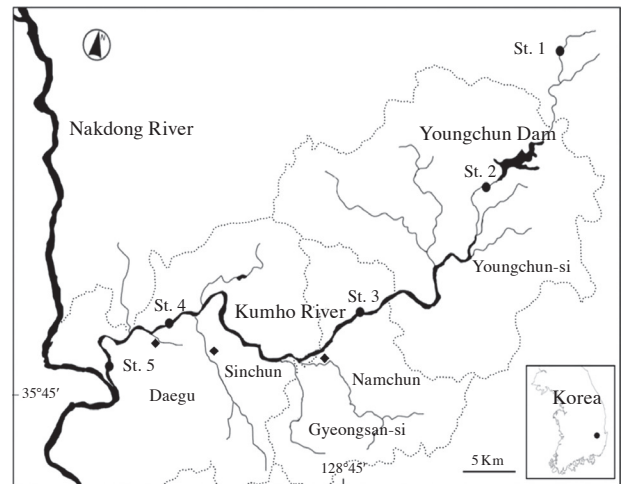 St. 1
N
Nakdong River
Youngchun Dam
St. 2
Youngchun-si
St. 4
Kumho River
St. 3
St. 5
Sinchun
Namchun
Korea
35°45′
Daegu
Gyeongsan-si
128°45′
5 Km